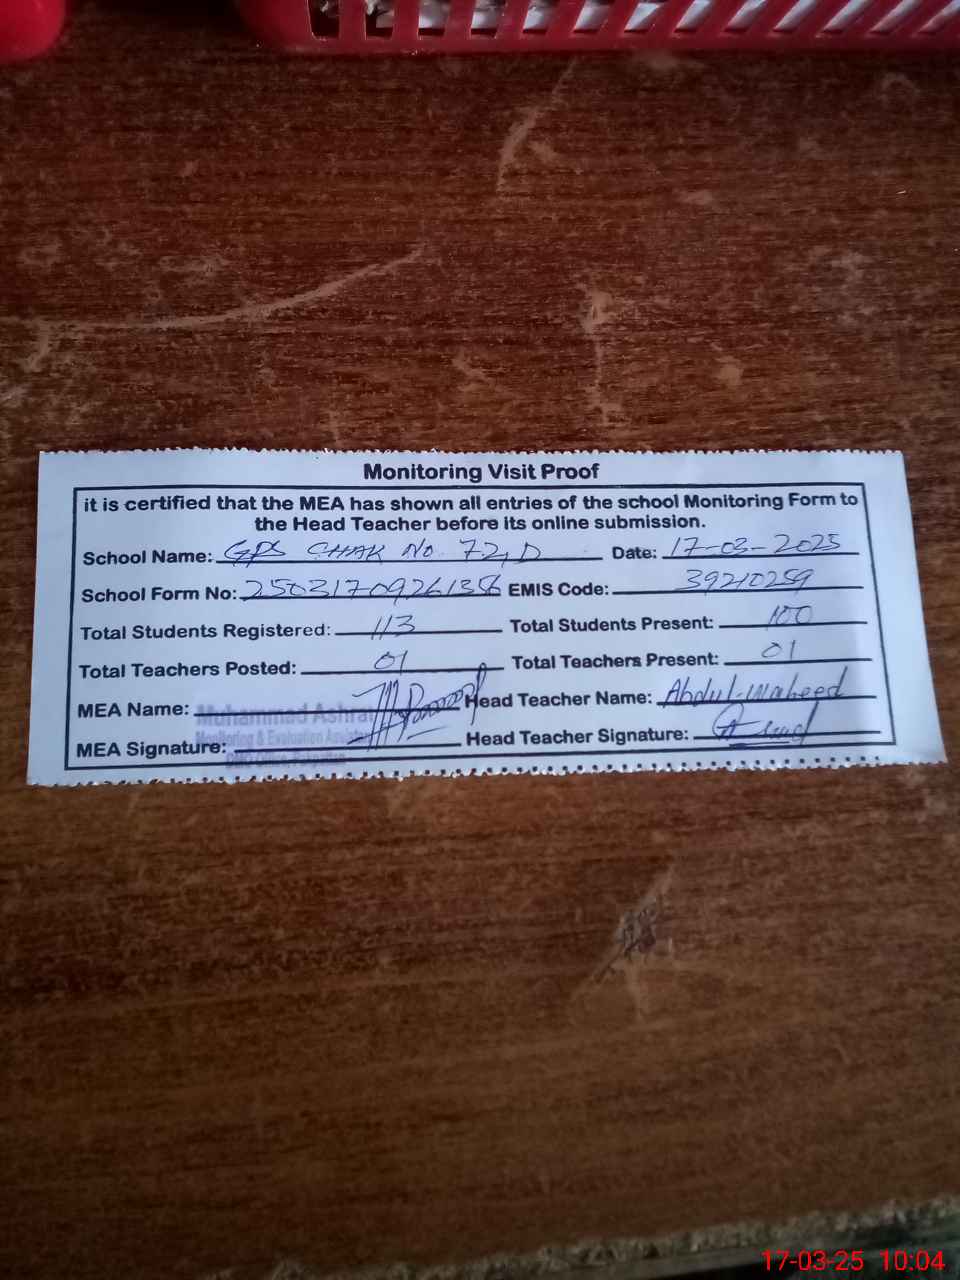 Monitoring Visit Proof
it is certified that the MEA has shown all entries of the school Monitoring Form to
the Head Teacher before its online submission.
School Name: GPS CHAK No. 72, D Date: 17-03-2025
School Form No: 25031709261356 EMIS Code: 39210259
Total Students Registered: 113 Total Students Present: 100
Total Teachers Posted: 01 Total Teachers Present: 01
MEA Name: Muhammad Ashraf Head Teacher Name: Abdul-Waheed
Monitoring & Evaluation Assistant
MEA Signature: Head Teacher Signature:
DMO Office, Pakpattan
17-03-25 10:04